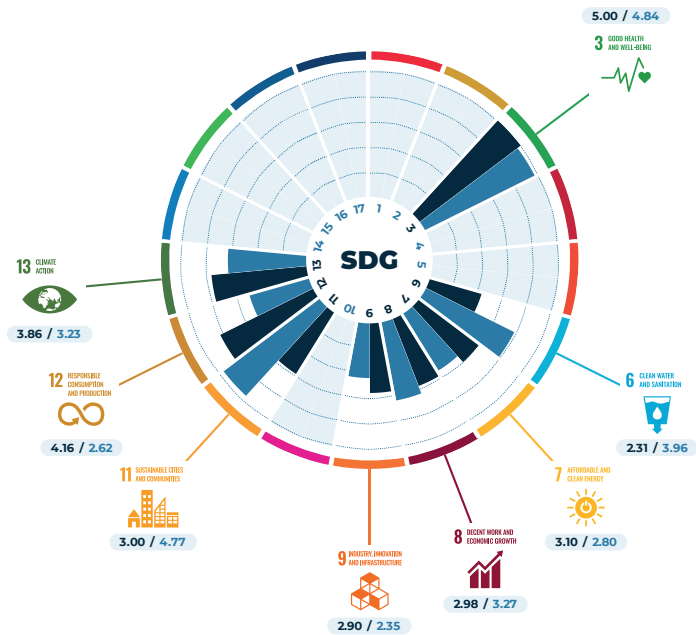 5.00 / 4.84
3 GOOD HEALTH
AND WELL-BEING
17 1 2 3 4 5 6 7 8 9 10 11 12 13 14 15 16
SDG
13 CLIMATE
ACTION
3.86 / 3.23
6 CLEAN WATER
AND SANITATION
2.31 / 3.96
12 RESPONSIBLE
CONSUMPTION
AND PRODUCTION
4.16 / 2.62
11 SUSTAINABLE CITIES
AND COMMUNITIES
3.00 / 4.77
7 AFFORDABLE AND
CLEAN ENERGY
3.10 / 2.80
8 DECENT WORK AND
ECONOMIC GROWTH
2.98 / 3.27
9 INDUSTRY, INNOVATION
AND INFRASTRUCTURE
2.90 / 2.35